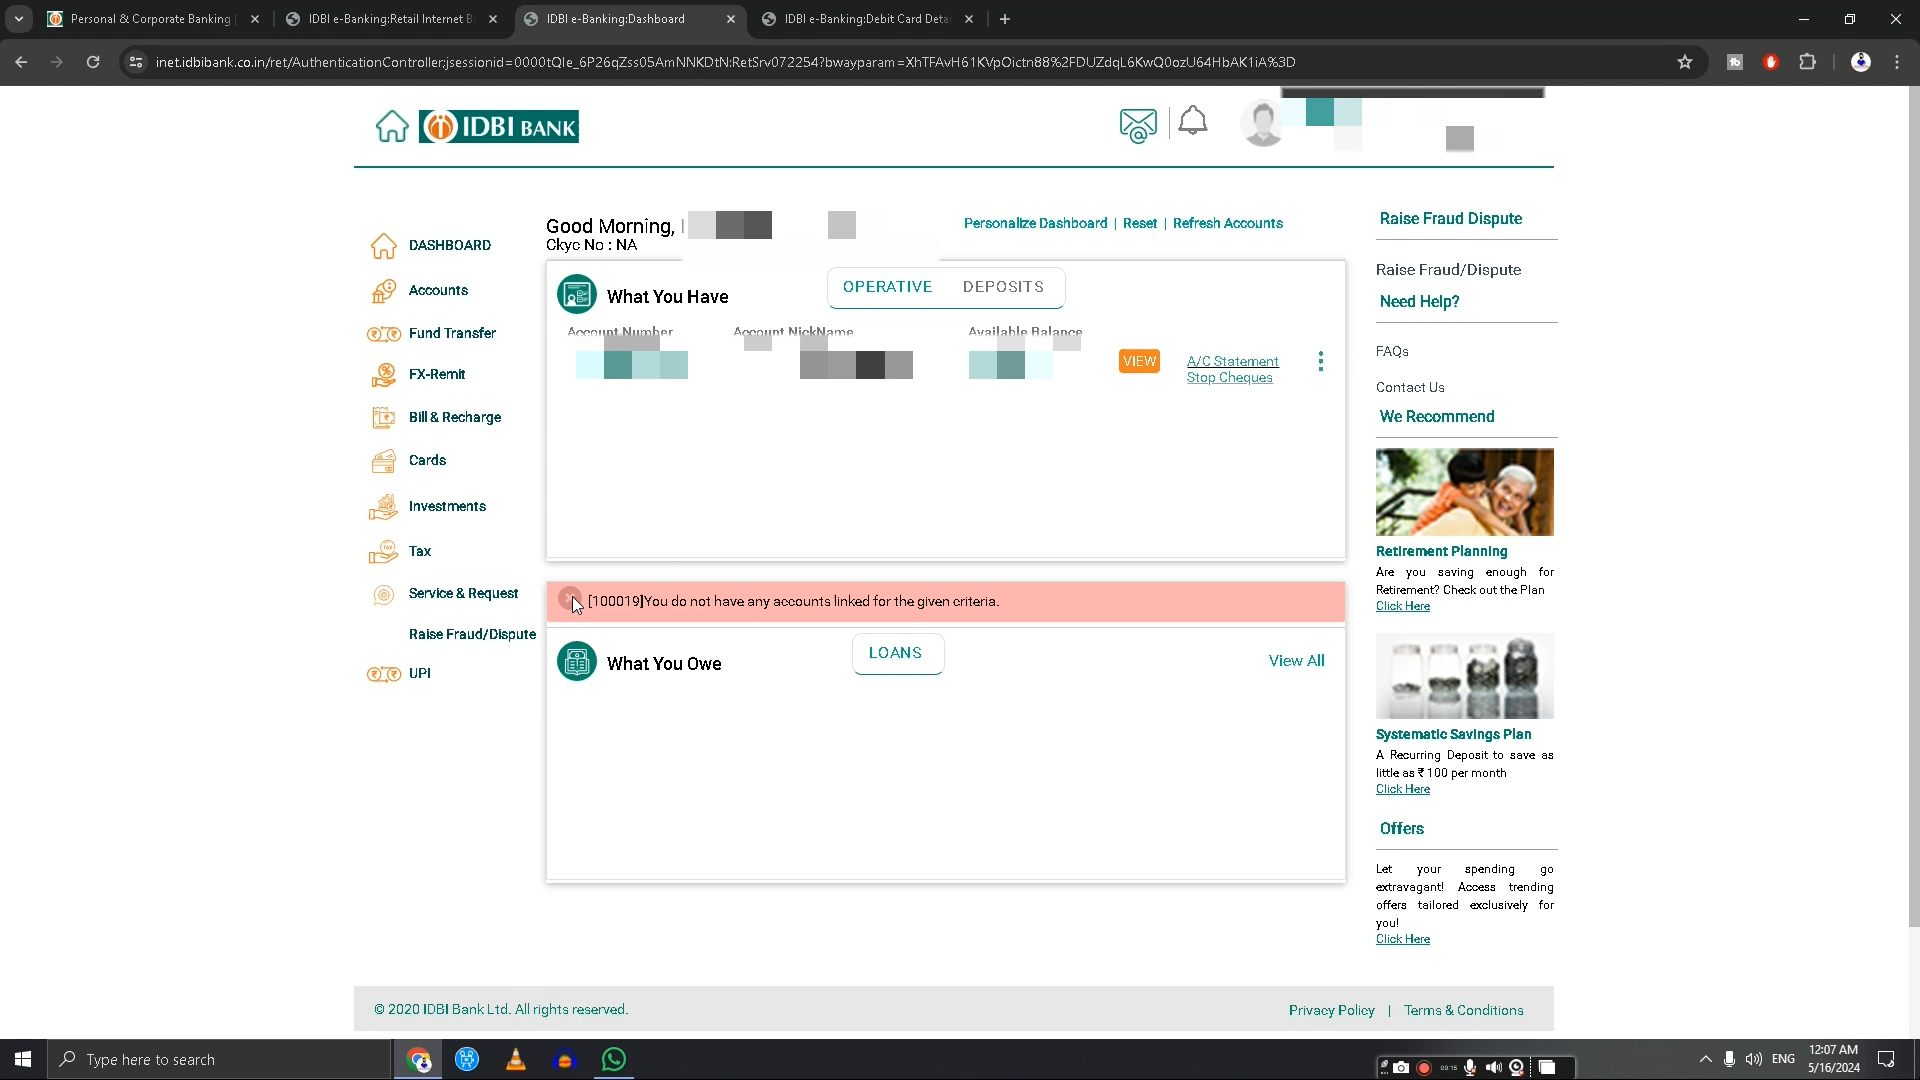 Personal & Corporate Banking
IDBI e-Banking:Retail Internet B
IDBI e-Banking:Dashboard
IDBI e-Banking:Debit Card Deta
inet.idbibank.co.in/ret/AuthenticationController;jsessionid=0000tQIe_6P26qZss05AmNNKDtN:RetSrv072254?bwayparam=XhTFAvH61KVpOictn88%2FDUZdqL6KwQ0ozU64HbAK1iA%3D
IDBI BANK
Good Morning,
Ckyc No : NA
Personalize Dashboard | Reset | Refresh Accounts
DASHBOARD
Accounts
Fund Transfer
FX-Remit
Bill & Recharge
Cards
Investments
Tax
Service & Request
Raise Fraud/Dispute
UPI
What You Have
OPERATIVE DEPOSITS
Account Number Account NickName Available Balance
VIEW
A/C Statement
Stop Cheques
[100019]You do not have any accounts linked for the given criteria.
What You Owe
LOANS
View All
Raise Fraud Dispute
Raise Fraud/Dispute
Need Help?
FAQs
Contact Us
We Recommend
Retirement Planning
Are you saving enough for
Retirement? Check out the Plan
Click Here
Systematic Savings Plan
A Recurring Deposit to save as
little as ₹ 100 per month
Click Here
Offers
Let your spending go
extravagant! Access trending
offers tailored exclusively for
you!
Click Here
© 2020 IDBI Bank Ltd. All rights reserved.
Privacy Policy | Terms & Conditions
Type here to search
09:15
ENG
12:07 AM
5/16/2024